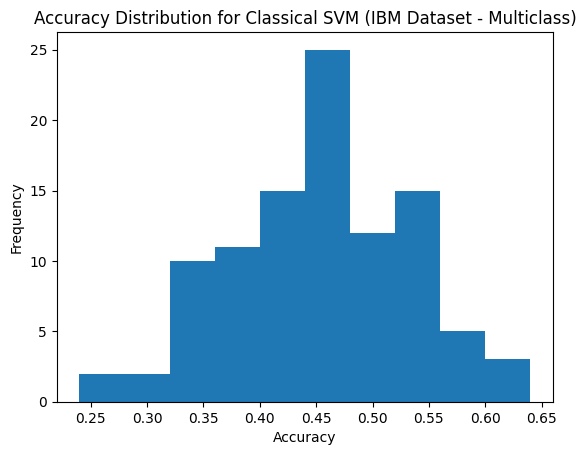 Accuracy Distribution for Classical SVM (IBM Dataset - Multiclass)
25
20
15
10
5
0
Frequency
0.25 0.30 0.35 0.40 0.45 0.50 0.55 0.60 0.65
Accuracy